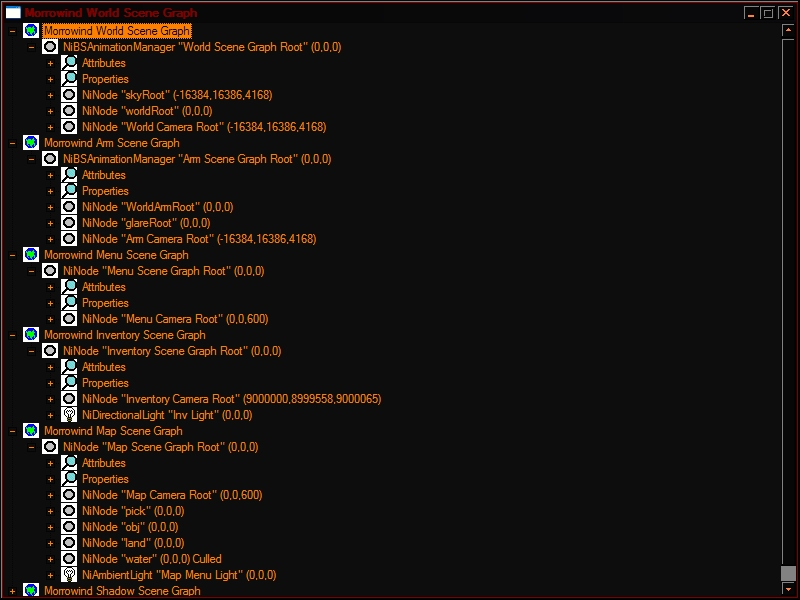 Morrowind World Scene Graph
Morrowind World Scene Graph
NiBSAnimationManager "World Scene Graph Root" (0,0,0)
Attributes
Properties
NiNode "skyRoot" (-16384,16386,4168)
NiNode "worldRoot" (0,0,0)
NiNode "World Camera Root" (-16384,16386,4168)
Morrowind Arm Scene Graph
NiBSAnimationManager "Arm Scene Graph Root" (0,0,0)
Attributes
Properties
NiNode "WorldArmRoot" (0,0,0)
NiNode "glareRoot" (0,0,0)
NiNode "Arm Camera Root" (-16384,16386,4168)
Morrowind Menu Scene Graph
NiNode "Menu Scene Graph Root" (0,0,0)
Attributes
Properties
NiNode "Menu Camera Root" (0,0,600)
Morrowind Inventory Scene Graph
NiNode "Inventory Scene Graph Root" (0,0,0)
Attributes
Properties
NiNode "Inventory Camera Root" (9000000,8999558,9000065)
NiDirectionalLight "Inv Light" (0,0,0)
Morrowind Map Scene Graph
NiNode "Map Scene Graph Root" (0,0,0)
Attributes
Properties
NiNode "Map Camera Root" (0,0,600)
NiNode "pick" (0,0,0)
NiNode "obj" (0,0,0)
NiNode "land" (0,0,0)
NiNode "water" (0,0,0) Culled
NiAmbientLight "Map Menu Light" (0,0,0)
Morrowind Shadow Scene Graph